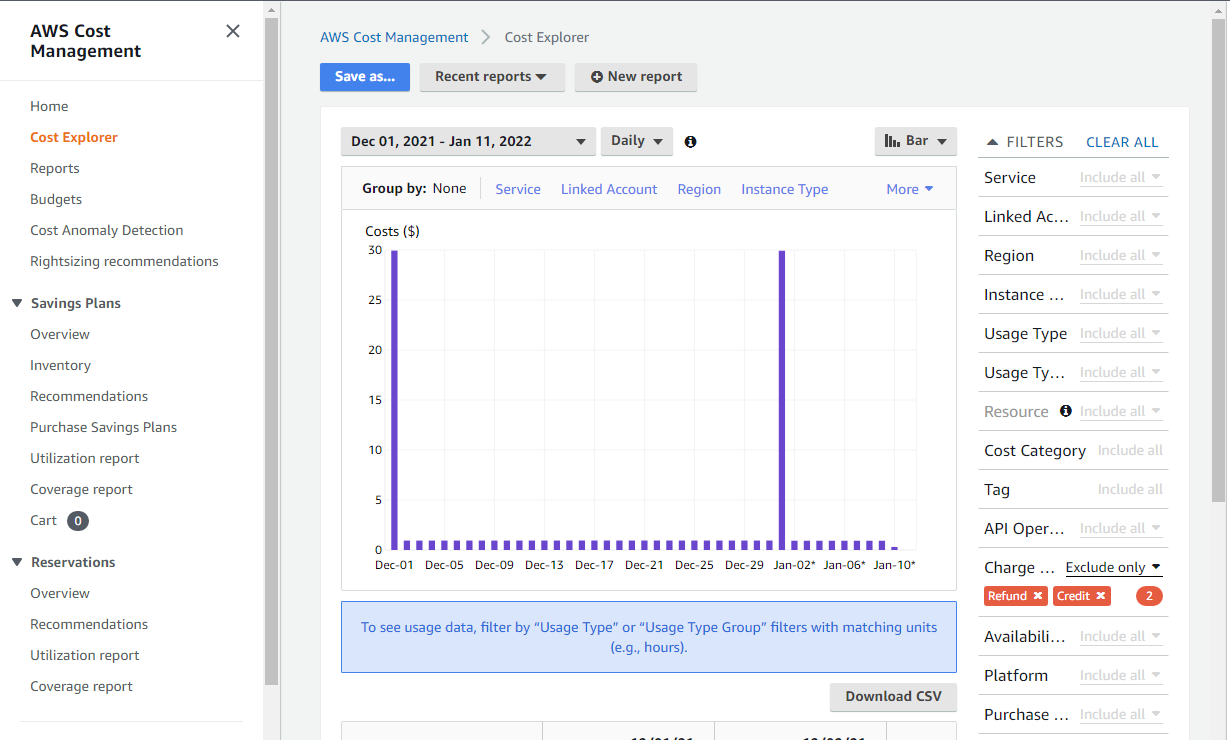 AWS Cost
Management
Home
Cost Explorer
Reports
Budgets
Cost Anomaly Detection
Rightsizing recommendations
Savings Plans
Overview
Inventory
Recommendations
Purchase Savings Plans
Utilization report
Coverage report
Cart 0
Reservations
Overview
Recommendations
Utilization report
Coverage report
AWS Cost Management Cost Explorer
Save as... Recent reports New report
Dec 01, 2021 - Jan 11, 2022 Daily Bar
Group by: None Service Linked Account Region Instance Type More
Costs ($)
30
25
20
15
10
5
0
Dec-01 Dec-05 Dec-09 Dec-13 Dec-17 Dec-21 Dec-25 Dec-29 Jan-02* Jan-06* Jan-10*
To see usage data, filter by “Usage Type” or “Usage Type Group” filters with matching units
(e.g., hours).
Download CSV
FILTERS CLEAR ALL
Service Include all
Linked Ac... Include all
Region Include all
Instance ... Include all
Usage Type Include all
Usage Ty... Include all
Resource Include all
Cost Category Include all
Tag Include all
API Oper... Include all
Charge ... Exclude only
Refund × Credit × 2
Availabili... Include all
Platform Include all
Purchase ... Include all